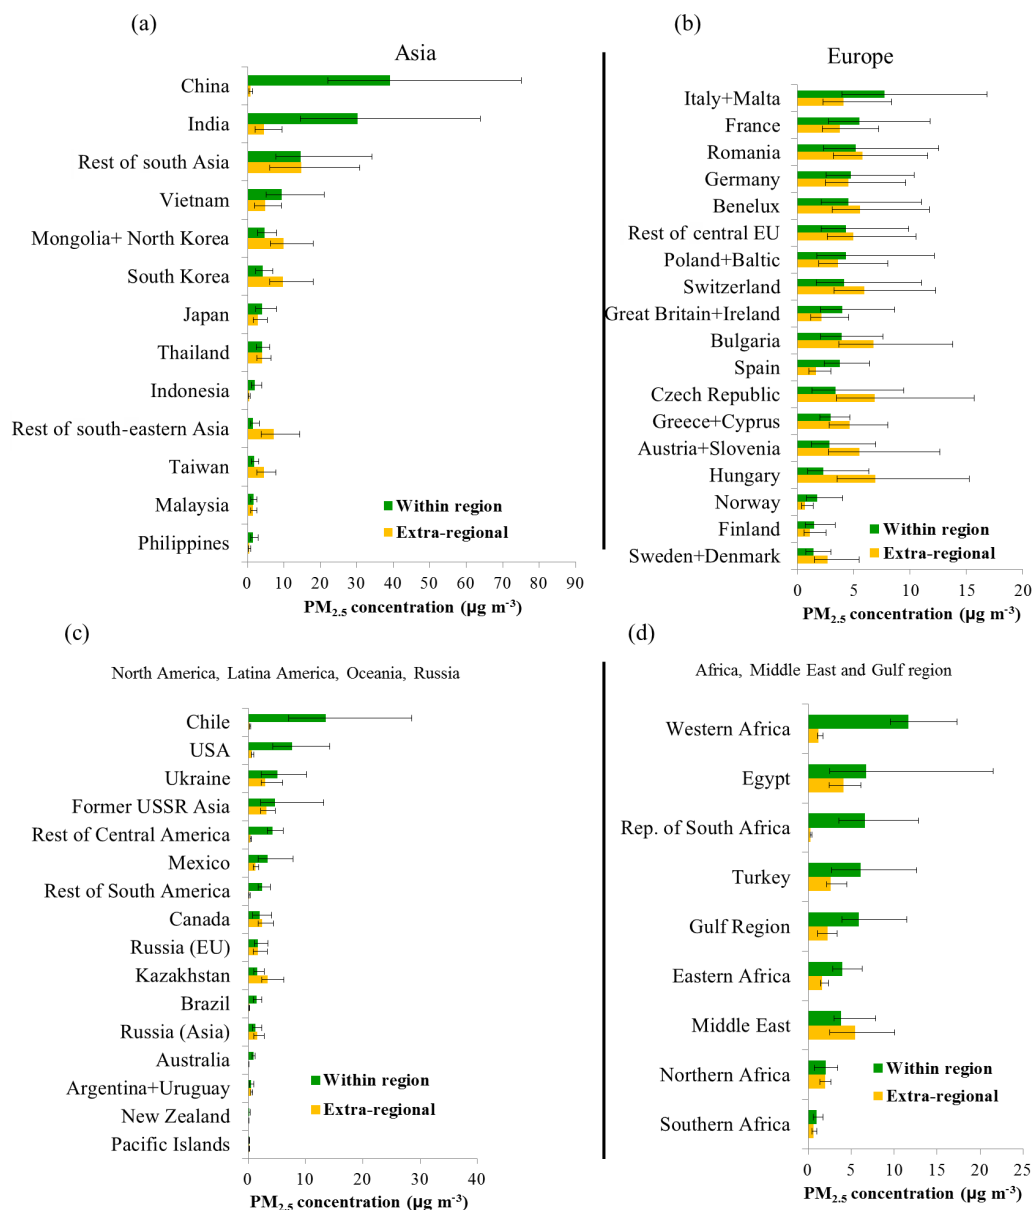 (a)
Asia
China
India
Rest of south Asia
Vietnam
Mongolia+ North Korea
South Korea
Japan
Thailand
Indonesia
Rest of south-eastern Asia
Taiwan
Malaysia
Philippines
Within region
Extra-regional
0 10 20 30 40 50 60 70 80 90
PM2.5 concentration (µg m-3)
(b)
Europe
Italy+Malta
France
Romania
Germany
Benelux
Rest of central EU
Poland+Baltic
Switzerland
Great Britain+Ireland
Bulgaria
Spain
Czech Republic
Greece+Cyprus
Austria+Slovenia
Hungary
Norway
Finland
Sweden+Denmark
Within region
Extra-regional
0 5 10 15 20
PM2.5 concentration (µg m-3)
(c)
North America, Latina America, Oceania, Russia
Chile
USA
Ukraine
Former USSR Asia
Rest of Central America
Mexico
Rest of South America
Canada
Russia (EU)
Kazakhstan
Brazil
Russia (Asia)
Australia
Argentina+Uruguay
New Zealand
Pacific Islands
Within region
Extra-regional
0 10 20 30 40
PM2.5 concentration (µg m-3)
(d)
Africa, Middle East and Gulf region
Western Africa
Egypt
Rep. of South Africa
Turkey
Gulf Region
Eastern Africa
Middle East
Northern Africa
Southern Africa
Within region
Extra-regional
0 5 10 15 20 25
PM2.5 concentration (µg m-3)